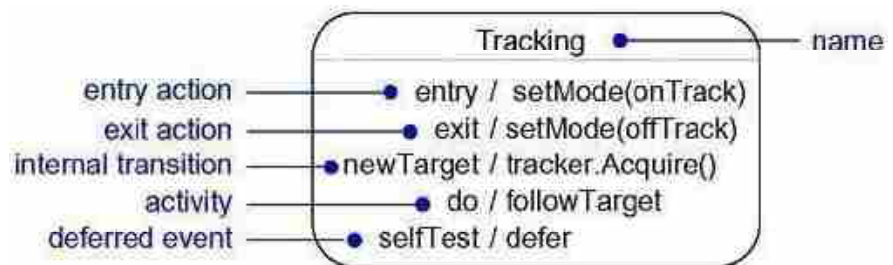 Tracking name
entry action entry / setMode(onTrack)
exit action exit / setMode(offTrack)
internal transition newTarget / tracker.Acquire()
activity do / followTarget
deferred event selfTest / defer